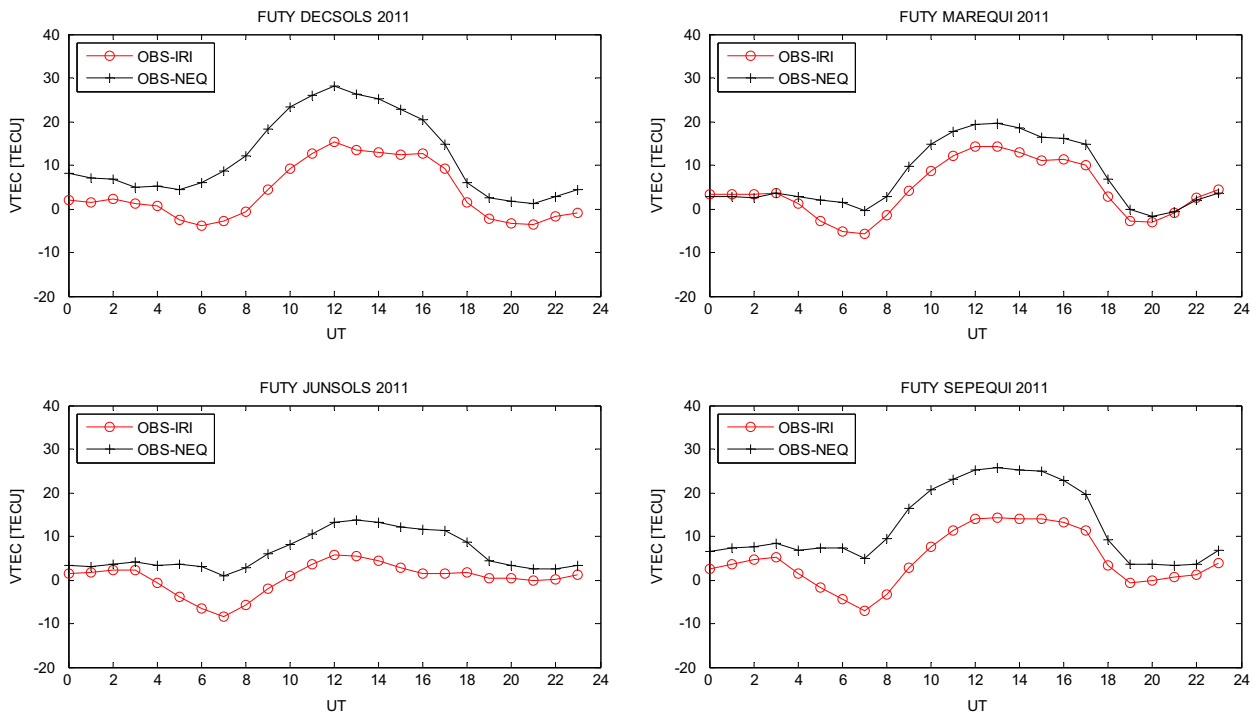 FUTY DECSOLS 2011
40
30
20
10
0
-10
-20
VTEC [TECU]
OBS-IRI
OBS-NEQ
0 2 4 6 8 10 12 14 16 18 20 22 24
UT
FUTY MAREQUI 2011
40
30
20
10
0
-10
-20
VTEC [TECU]
OBS-IRI
OBS-NEQ
0 2 4 6 8 10 12 14 16 18 20 22 24
UT
FUTY JUNSOLS 2011
40
30
20
10
0
-10
-20
VTEC [TECU]
OBS-IRI
OBS-NEQ
0 2 4 6 8 10 12 14 16 18 20 22 24
UT
FUTY SEPEQUI 2011
40
30
20
10
0
-10
-20
VTEC [TECU]
OBS-IRI
OBS-NEQ
0 2 4 6 8 10 12 14 16 18 20 22 24
UT